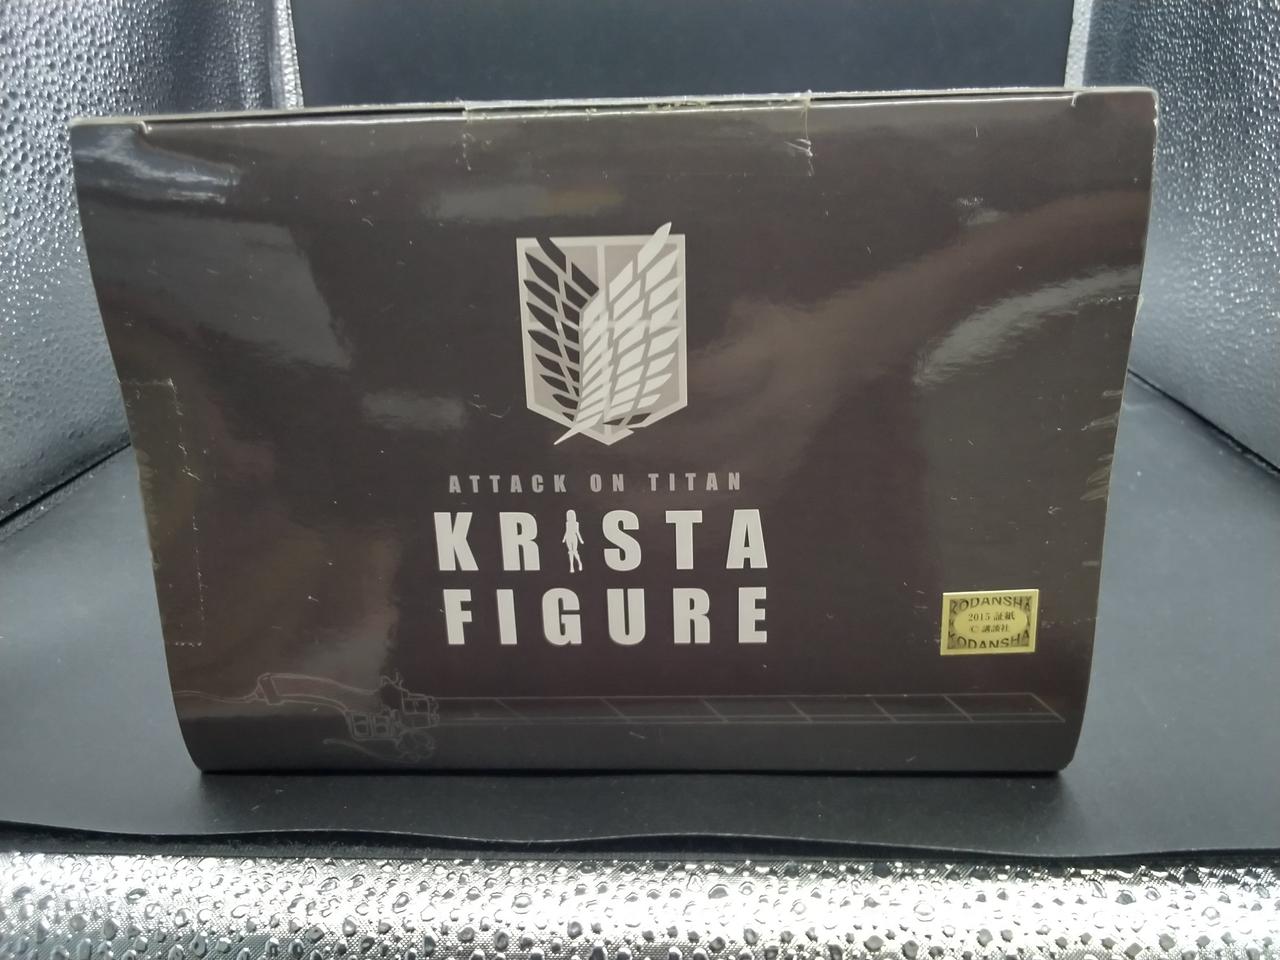 ATTACK ON TITAN
KRISTA
FIGURE
KODANSHA
2015 証紙
© 講談社
KODANSHA